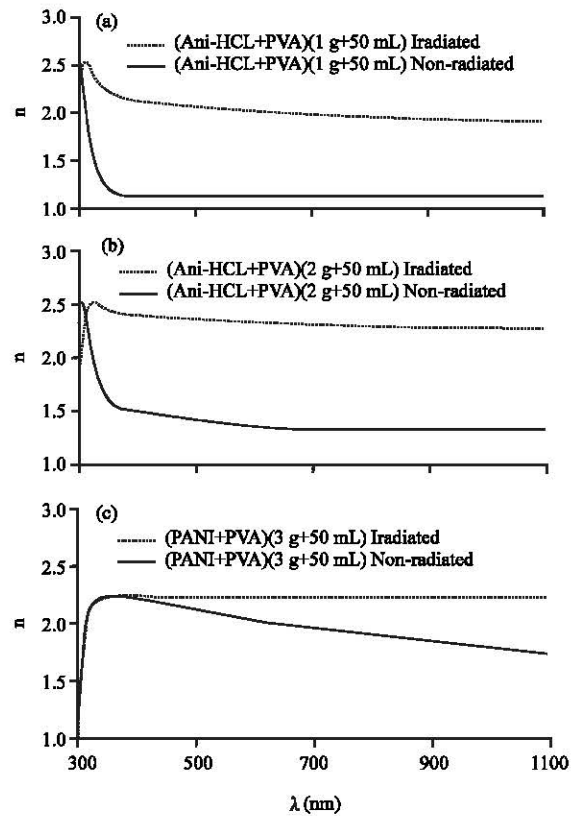 (a)
(Ani-HCL+PVA)(1 g+50 mL) Iradiated
(Ani-HCL+PVA)(1 g+50 mL) Non-radiated
3.0
2.5
2.0
1.5
1.0
n
(b)
(Ani-HCL+PVA)(2 g+50 mL) Iradiated
(Ani-HCL+PVA)(2 g+50 mL) Non-radiated
3.0
2.5
2.0
1.5
1.0
n
(c)
(PANI+PVA)(3 g+50 mL) Iradiated
(PANI+PVA)(3 g+50 mL) Non-radiated
3.0
2.5
2.0
1.5
1.0
n
300 500 700 900 1100
λ (nm)